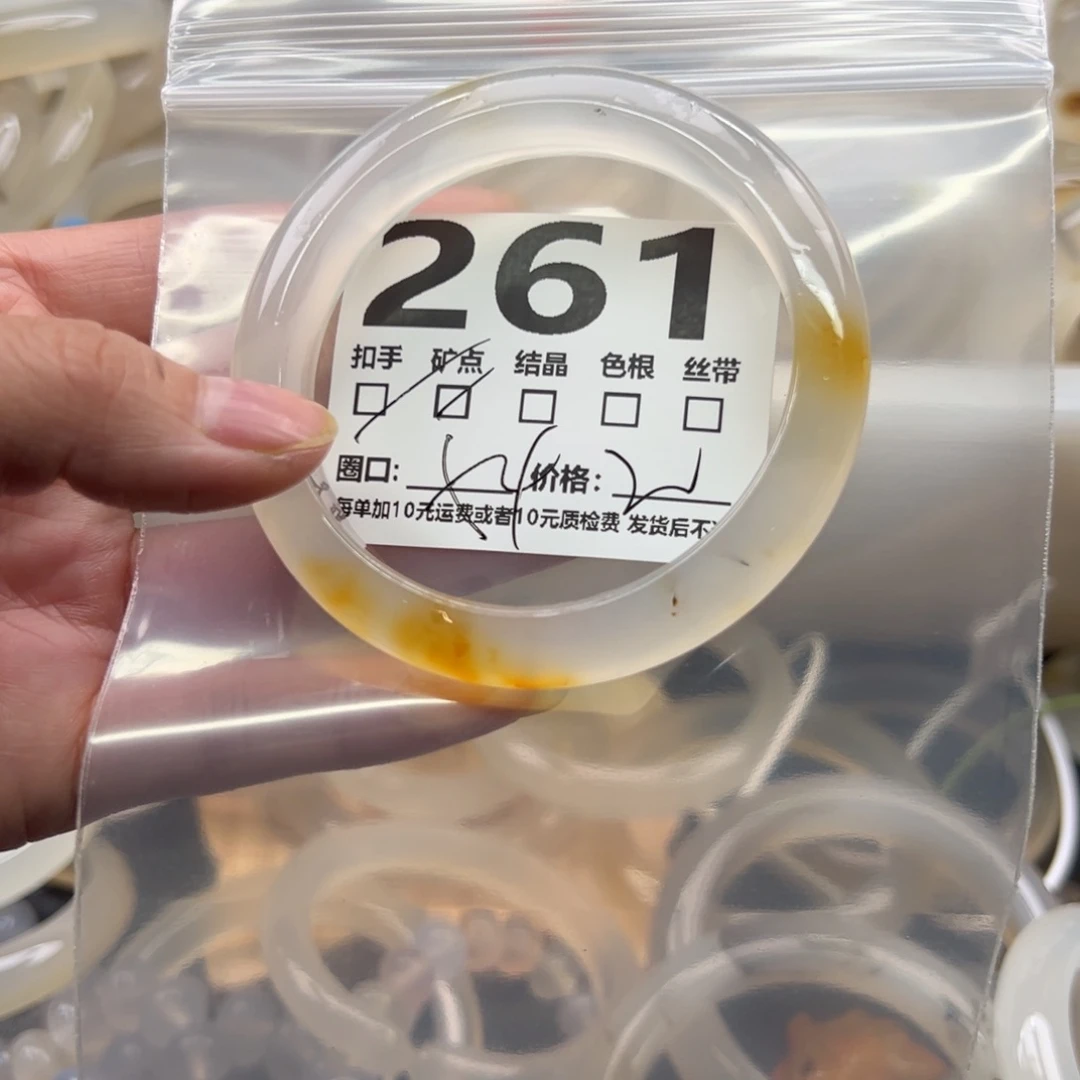 261
扣手 矿点 结晶 色根 丝带
圈口: 价格:
每单加10元运费或者10元质检费 发货后不